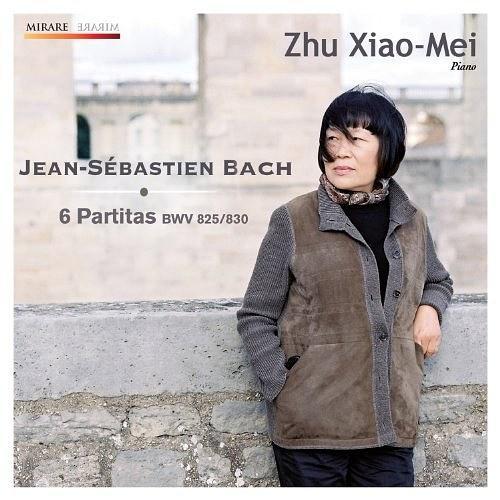 MIRARE MIRARE
Zhu Xiao-Mei
Piano
JEAN-SÉBASTIEN BACH
6 Partitas BWV 825/830